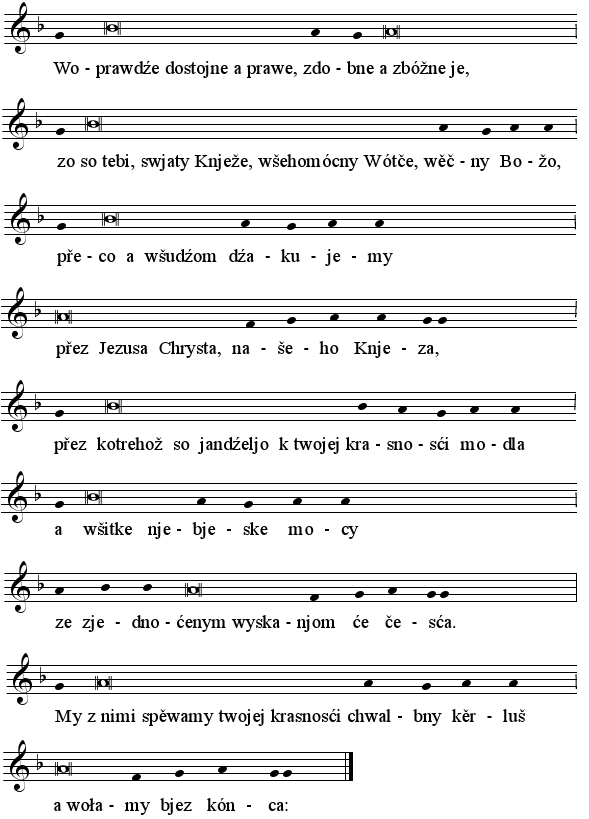 Wo - prawdźe dostojne a prawe, zdo - bne a zbóžne je,
zo so tebi, swjaty Knježe, wšehomócny Wótče, wěč - ny Bo - žo,
pře - co a wšudźom dźa - ku - je - my
přez Jezusa Chrysta, na - še - ho Knje - za,
přez kotrehož so jandźeljo k twojej kra - sno - sći mo - dla
a wšitke nje - bje - ske mo - cy
ze zje - dno - ćenym wyska - njom će če - sća.
My z nimi spěwamy twojej krasnosći chwal - bny kěr - luš
a woła - my bjez kón - ca: